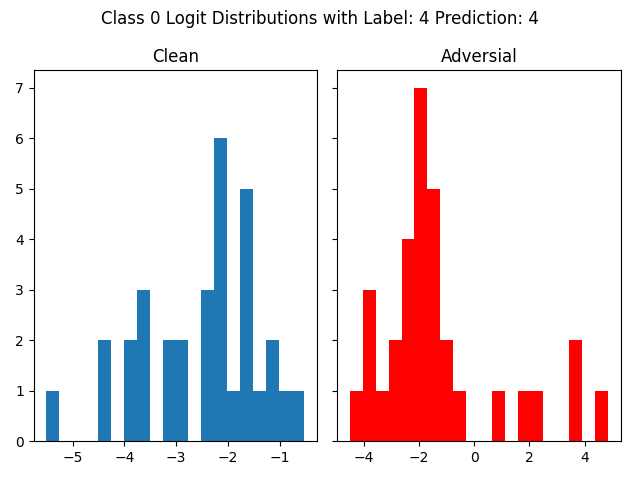 Class 0 Logit Distributions with Label: 4 Prediction: 4
Clean
Adversial
7
6
5
4
3
2
1
0
−5 −4 −3 −2 −1
−4 −2 0 2 4